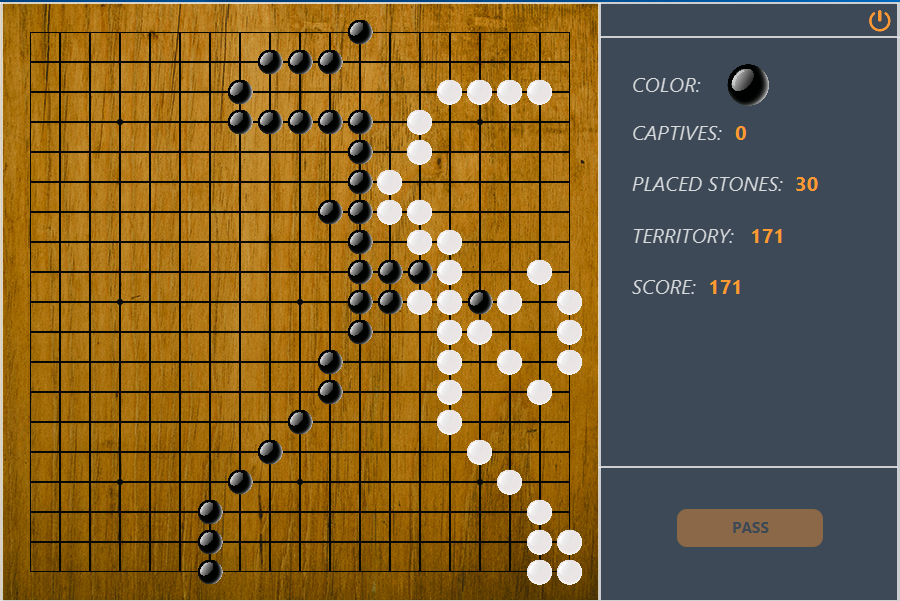 COLOR:
CAPTIVES: 0
PLACED STONES: 30
TERRITORY: 171
SCORE: 171
PASS